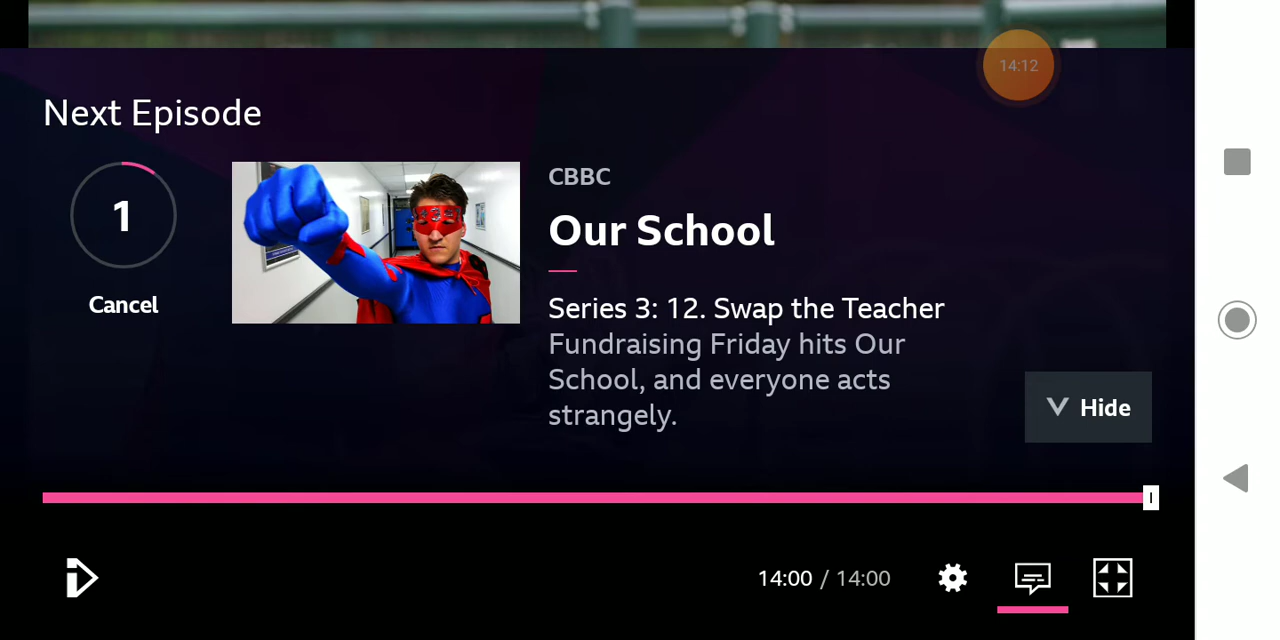 14:12
Next Episode
1
Cancel
CBBC
Our School
Series 3: 12. Swap the Teacher
Fundraising Friday hits Our
School, and everyone acts
strangely.
Hide
14:00 / 14:00